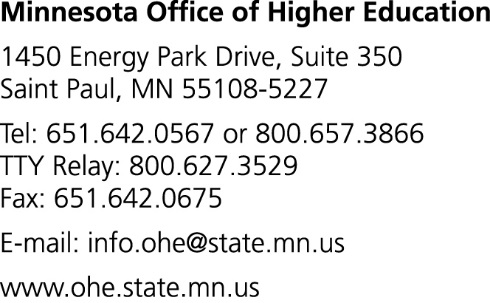 Minnesota Office of Higher Education
1450 Energy Park Drive, Suite 350
Saint Paul, MN 55108-5227
Tel: 651.642.0567 or 800.657.3866
TTY Relay: 800.627.3529
Fax: 651.642.0675
E-mail: info.ohe@state.mn.us
www.ohe.state.mn.us